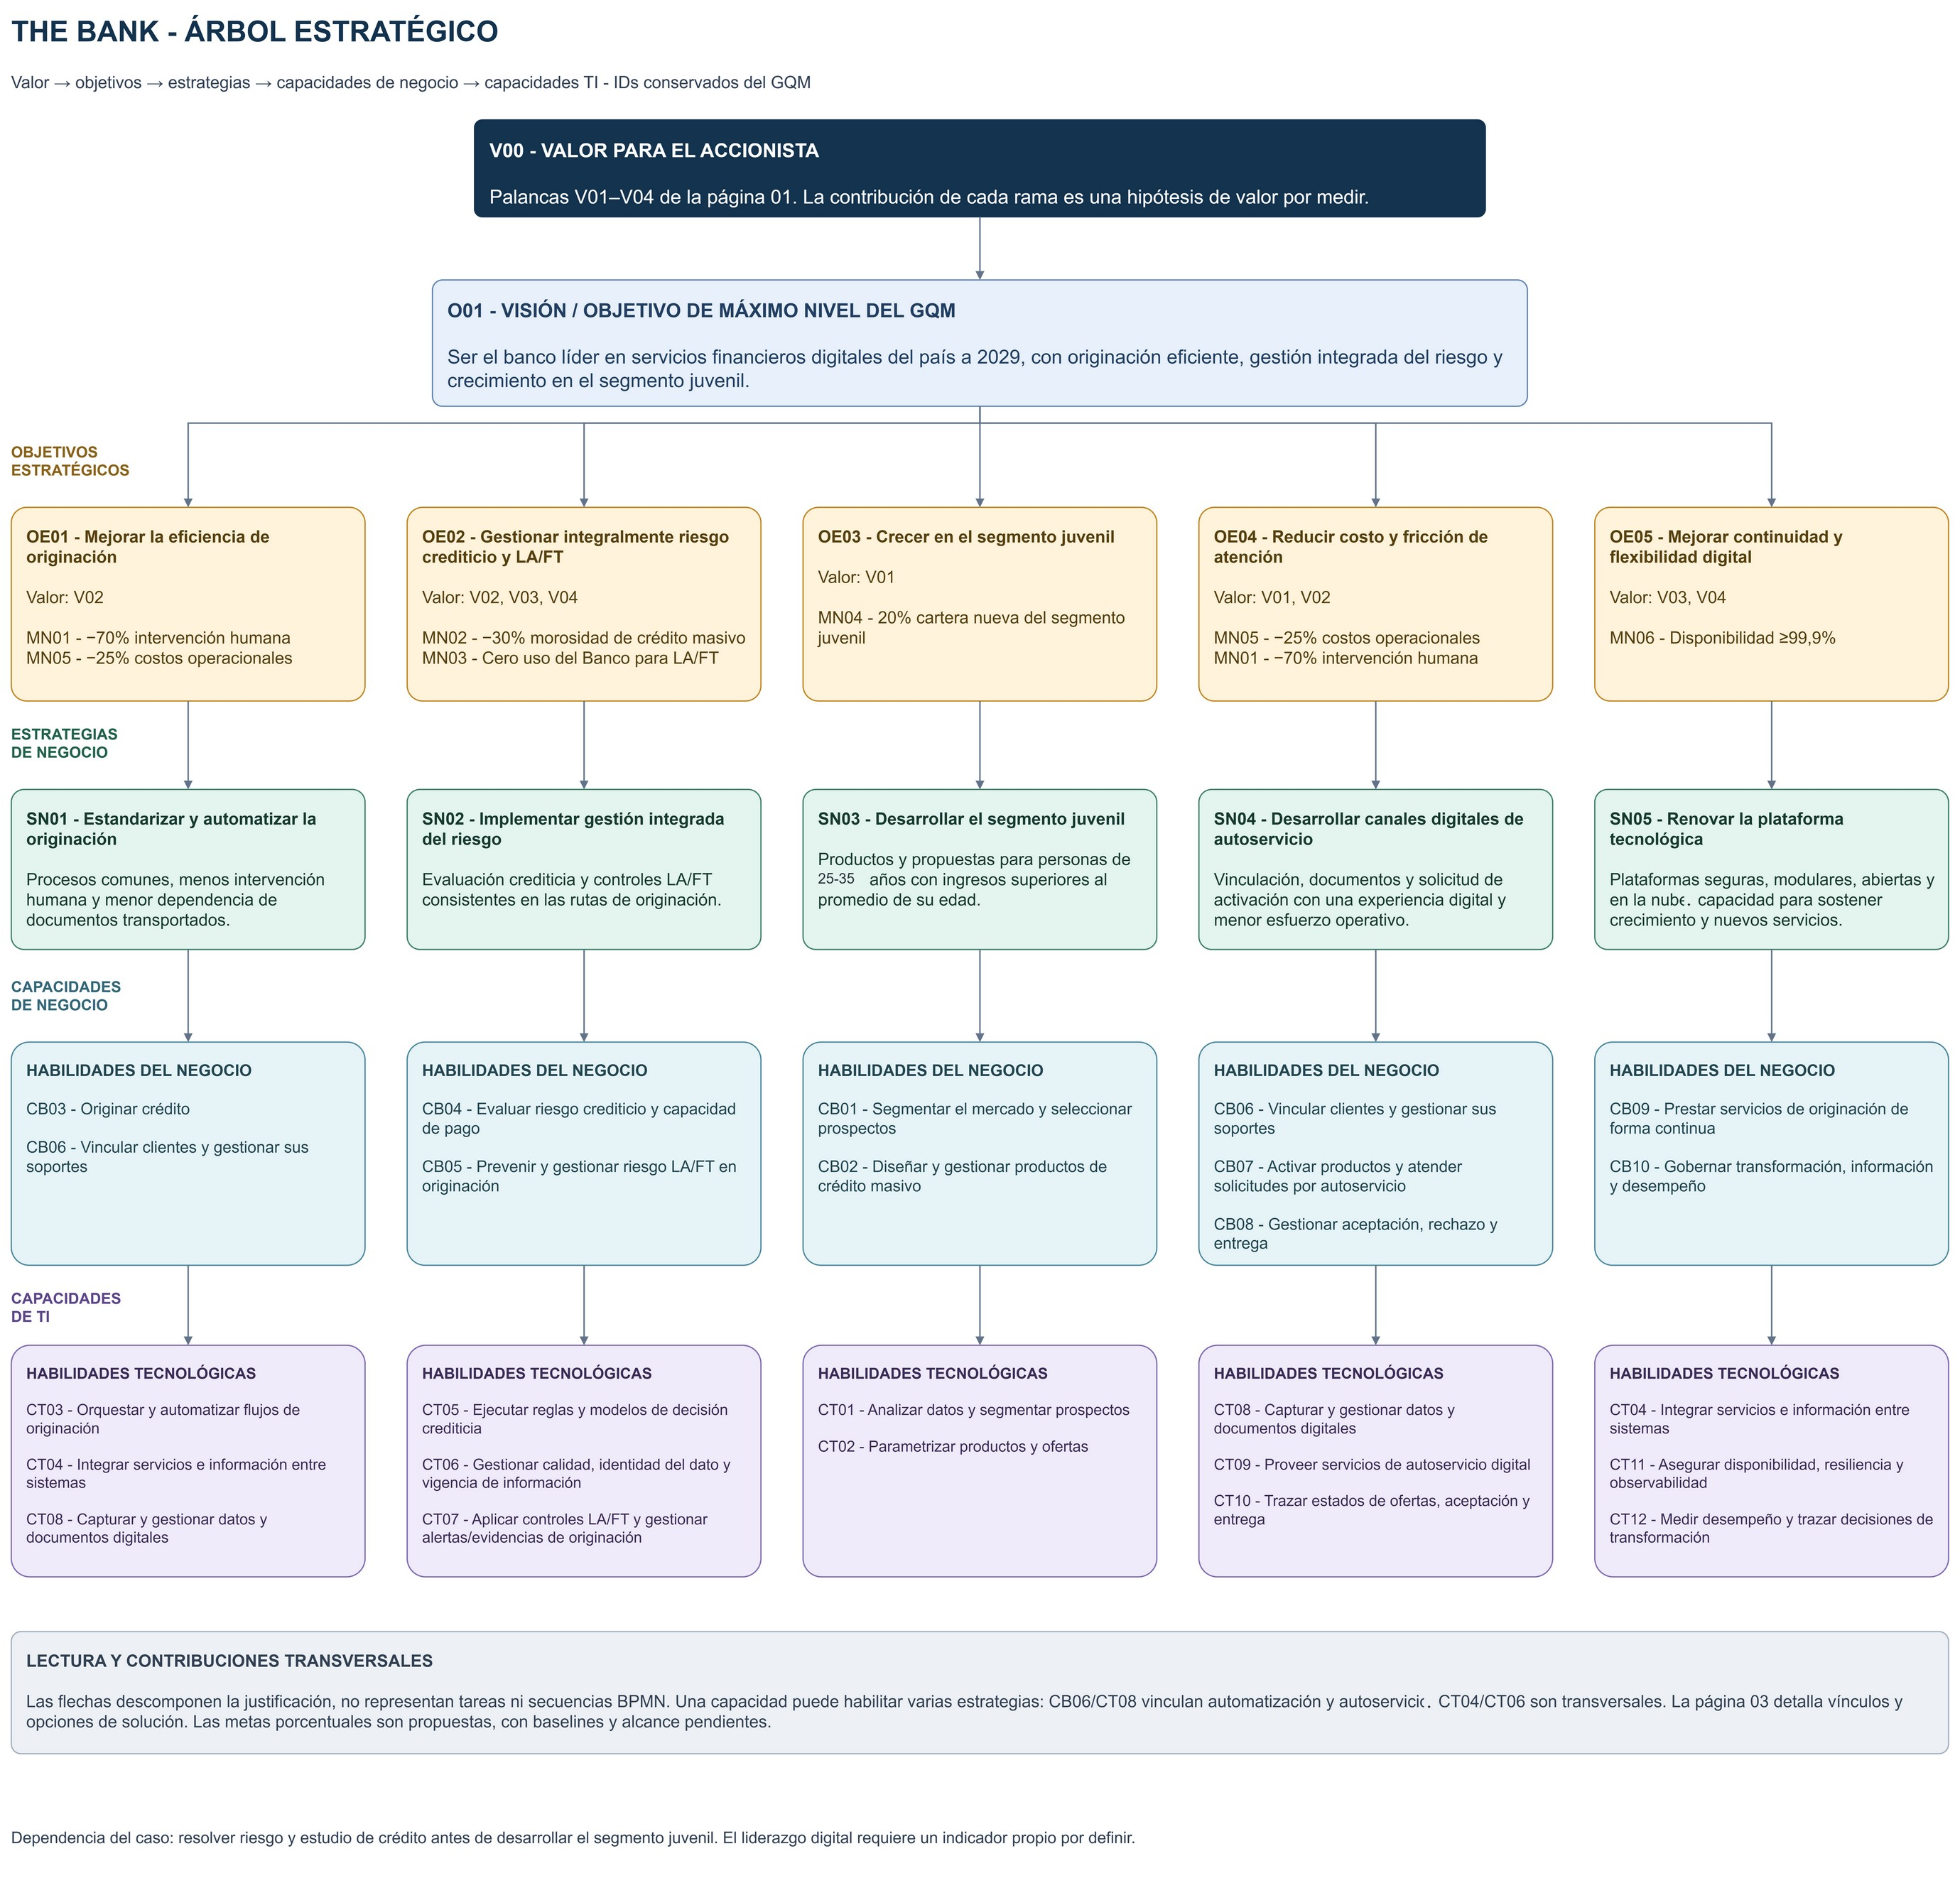 THE BANK - ÁRBOL ESTRATÉGICO
Valor → objetivos → estrategias → capacidades de negocio → capacidades TI - IDs conservados del GQM
V00 - VALOR PARA EL ACCIONISTA
Palancas V01–V04 de la página 01. La contribución de cada rama es una hipótesis de valor por medir.
O01 - VISIÓN / OBJETIVO DE MÁXIMO NIVEL DEL GQM
Ser el banco líder en servicios financieros digitales del país a 2029, con originación eficiente, gestión integrada del riesgo y
crecimiento en el segmento juvenil.
OBJETIVOS
ESTRATÉGICOS
OE01 - Mejorar la eficiencia de
originación
Valor: V02
MN01 - −70% intervención humana
MN05 - −25% costos operacionales
OE02 - Gestionar integralmente riesgo
crediticio y LA/FT
Valor: V02, V03, V04
MN02 - −30% morosidad de crédito masivo
MN03 - Cero uso del Banco para LA/FT
OE03 - Crecer en el segmento juvenil
Valor: V01
MN04 - 20% cartera nueva del segmento
juvenil
OE04 - Reducir costo y fricción de
atención
Valor: V01, V02
MN05 - −25% costos operacionales
MN01 - −70% intervención humana
OE05 - Mejorar continuidad y
flexibilidad digital
Valor: V03, V04
MN06 - Disponibilidad ≥99,9%
ESTRATEGIAS
DE NEGOCIO
SN01 - Estandarizar y automatizar la
originación
Procesos comunes, menos intervención
humana y menor dependencia de
documentos transportados.
SN02 - Implementar gestión integrada
del riesgo
Evaluación crediticia y controles LA/FT
consistentes en las rutas de originación.
SN03 - Desarrollar el segmento juvenil
Productos y propuestas para personas de
25-35 años con ingresos superiores al
promedio de su edad.
SN04 - Desarrollar canales digitales de
autoservicio
Vinculación, documentos y solicitud de
activación con una experiencia digital y
menor esfuerzo operativo.
SN05 - Renovar la plataforma
tecnológica
Plataformas seguras, modulares, abiertas y
en la nube. capacidad para sostener
crecimiento y nuevos servicios.
CAPACIDADES
DE NEGOCIO
HABILIDADES DEL NEGOCIO
CB03 - Originar crédito
CB06 - Vincular clientes y gestionar sus
soportes
HABILIDADES DEL NEGOCIO
CB04 - Evaluar riesgo crediticio y capacidad
de pago
CB05 - Prevenir y gestionar riesgo LA/FT en
originación
HABILIDADES DEL NEGOCIO
CB01 - Segmentar el mercado y seleccionar
prospectos
CB02 - Diseñar y gestionar productos de
crédito masivo
HABILIDADES DEL NEGOCIO
CB06 - Vincular clientes y gestionar sus
soportes
CB07 - Activar productos y atender
solicitudes por autoservicio
CB08 - Gestionar aceptación, rechazo y
entrega
HABILIDADES DEL NEGOCIO
CB09 - Prestar servicios de originación de
forma continua
CB10 - Gobernar transformación, información
y desempeño
CAPACIDADES
DE TI
HABILIDADES TECNOLÓGICAS
CT03 - Orquestar y automatizar flujos de
originación
CT04 - Integrar servicios e información entre
sistemas
CT08 - Capturar y gestionar datos y
documentos digitales
HABILIDADES TECNOLÓGICAS
CT05 - Ejecutar reglas y modelos de decisión
crediticia
CT06 - Gestionar calidad, identidad del dato y
vigencia de información
CT07 - Aplicar controles LA/FT y gestionar
alertas/evidencias de originación
HABILIDADES TECNOLÓGICAS
CT01 - Analizar datos y segmentar prospectos
CT02 - Parametrizar productos y ofertas
HABILIDADES TECNOLÓGICAS
CT08 - Capturar y gestionar datos y
documentos digitales
CT09 - Proveer servicios de autoservicio digital
CT10 - Trazar estados de ofertas, aceptación y
entrega
HABILIDADES TECNOLÓGICAS
CT04 - Integrar servicios e información entre
sistemas
CT11 - Asegurar disponibilidad, resiliencia y
observabilidad
CT12 - Medir desempeño y trazar decisiones de
transformación
LECTURA Y CONTRIBUCIONES TRANSVERSALES
Las flechas descomponen la justificación, no representan tareas ni secuencias BPMN. Una capacidad puede habilitar varias estrategias: CB06/CT08 vinculan automatización y autoservicio. CT04/CT06 son transversales. La página 03 detalla vínculos y
opciones de solución. Las metas porcentuales son propuestas, con baselines y alcance pendientes.
Dependencia del caso: resolver riesgo y estudio de crédito antes de desarrollar el segmento juvenil. El liderazgo digital requiere un indicador propio por definir.